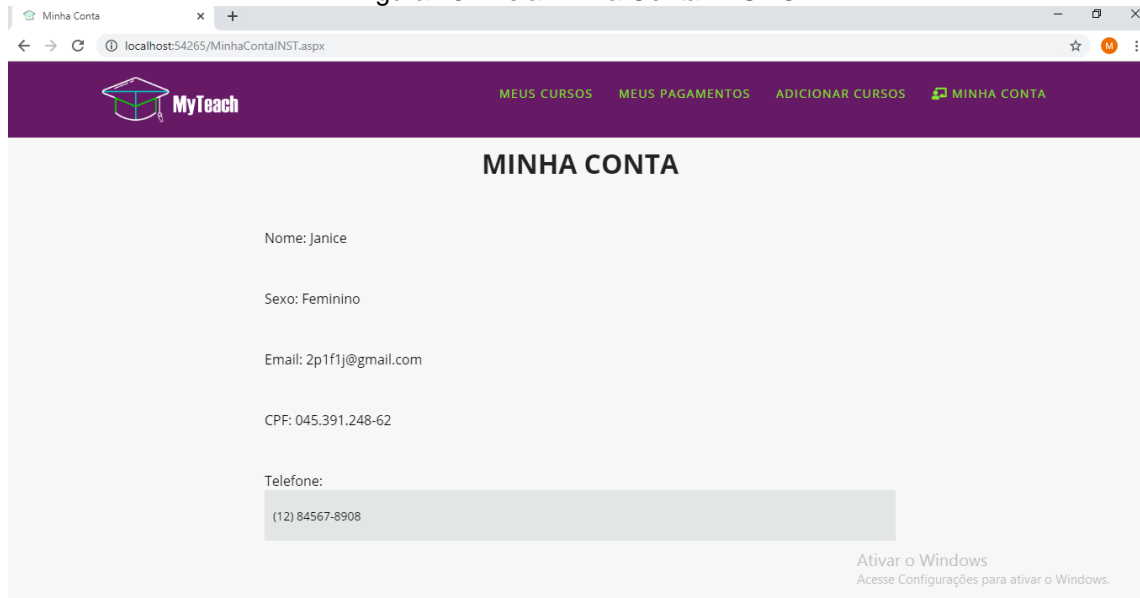 Minha Conta
localhost:54265/MinhaContaINST.aspx
M
MyTeach
MEUS CURSOS MEUS PAGAMENTOS ADICIONAR CURSOS MINHA CONTA
MINHA CONTA
Nome: Janice
Sexo: Feminino
Email: 2p1f1j@gmail.com
CPF: 045.391.248-62
Telefone:
(12) 84567-8908
Ativar o Windows
Acesse Configurações para ativar o Windows.